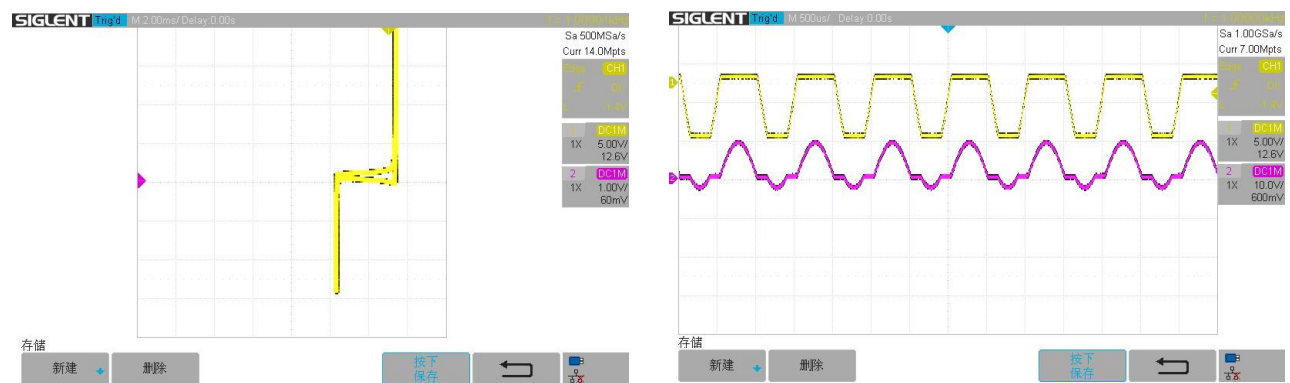 SIGLENT Trig'd M 2.00ms/ Delay:0.00s
Sa 500MSa/s
Curr 14.0Mpts
CH1
DC1M
1X 5.00V/
12.6V
2 DC1M
1X 1.00V/
60mV
存储
新建 删除 按下
保存
SIGLENT Trig'd M 500us/ Delay:0.00s
Sa 1.00GSa/s
Curr 7.00Mpts
CH1
DC1M
1X 5.00V/
12.6V
2 DC1M
1X 10.0V/
600mV
存储
新建 删除 按下
保存